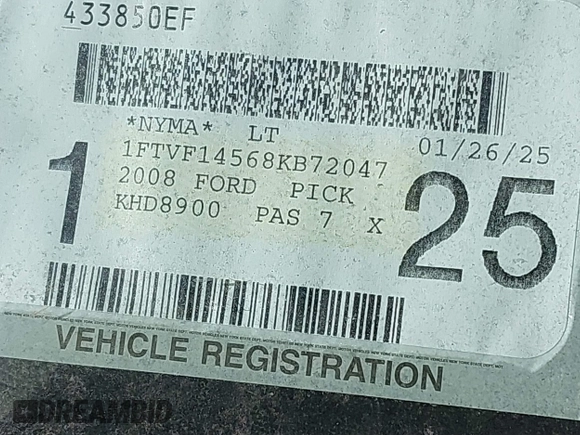 433850EF
*NYMA* LT
1FTVF14568KB72047 01/26/25
2008 FORD PICK
KHD8900 PAS 7 X
1 25
VEHICLE REGISTRATION
DREAMBID